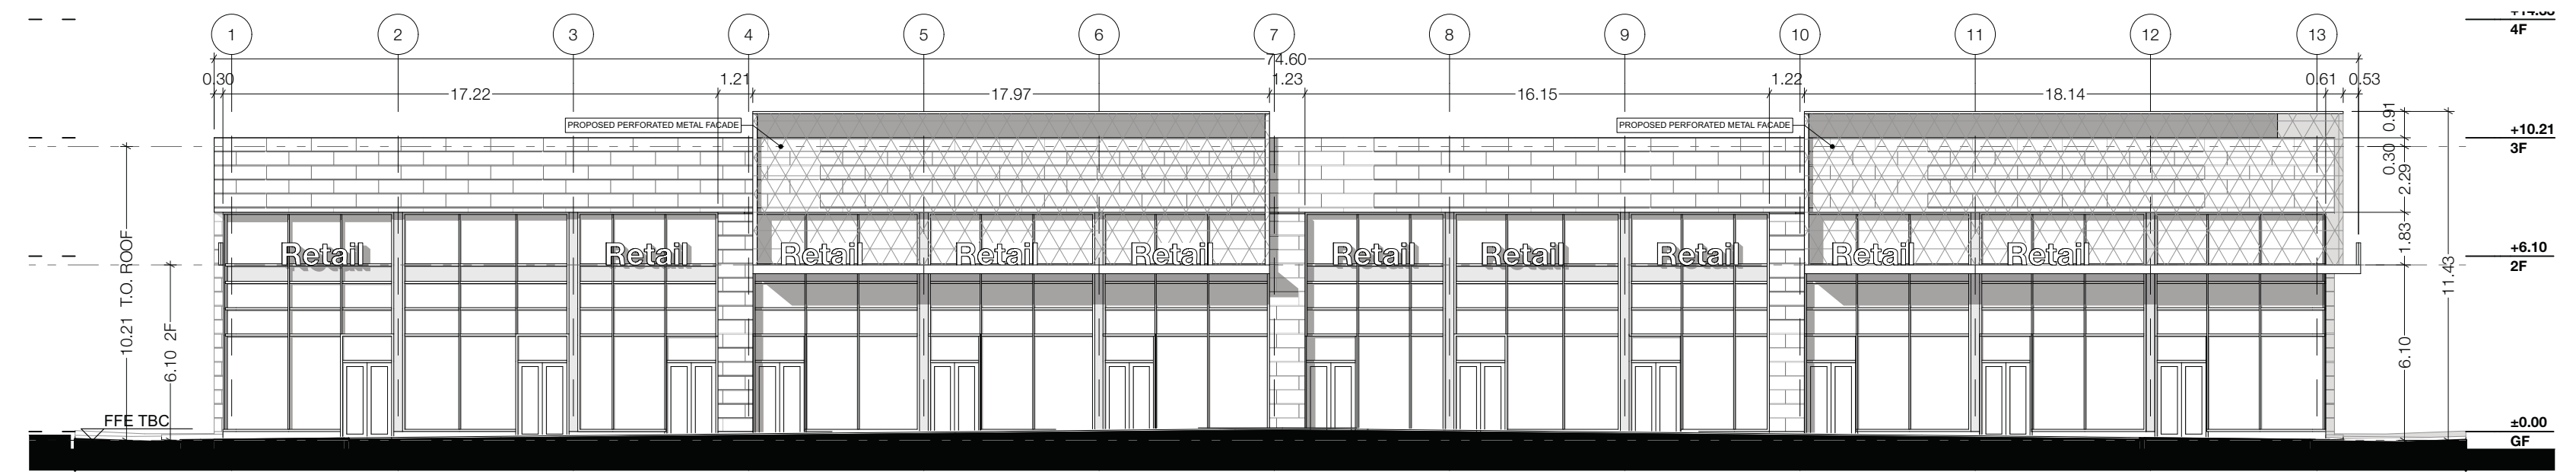 1 2 3 4 5 6 7 8 9 10 11 12 13
4F
74.60
0.30 1.21 1.23 1.22 0.61 0.53
17.22 17.97 16.15 18.14
PROPOSED PERFORATED METAL FACADE
PROPOSED PERFORATED METAL FACADE
0.91
+10.21
3F
0.30
2.29
Retail Retail Retail Retail Retail Retail Retail Retail Retail Retail
1.83
+6.10
2F
11.43
10.21 T.O. ROOF
6.10 2F
6.10
FFE TBC
±0.00
GF